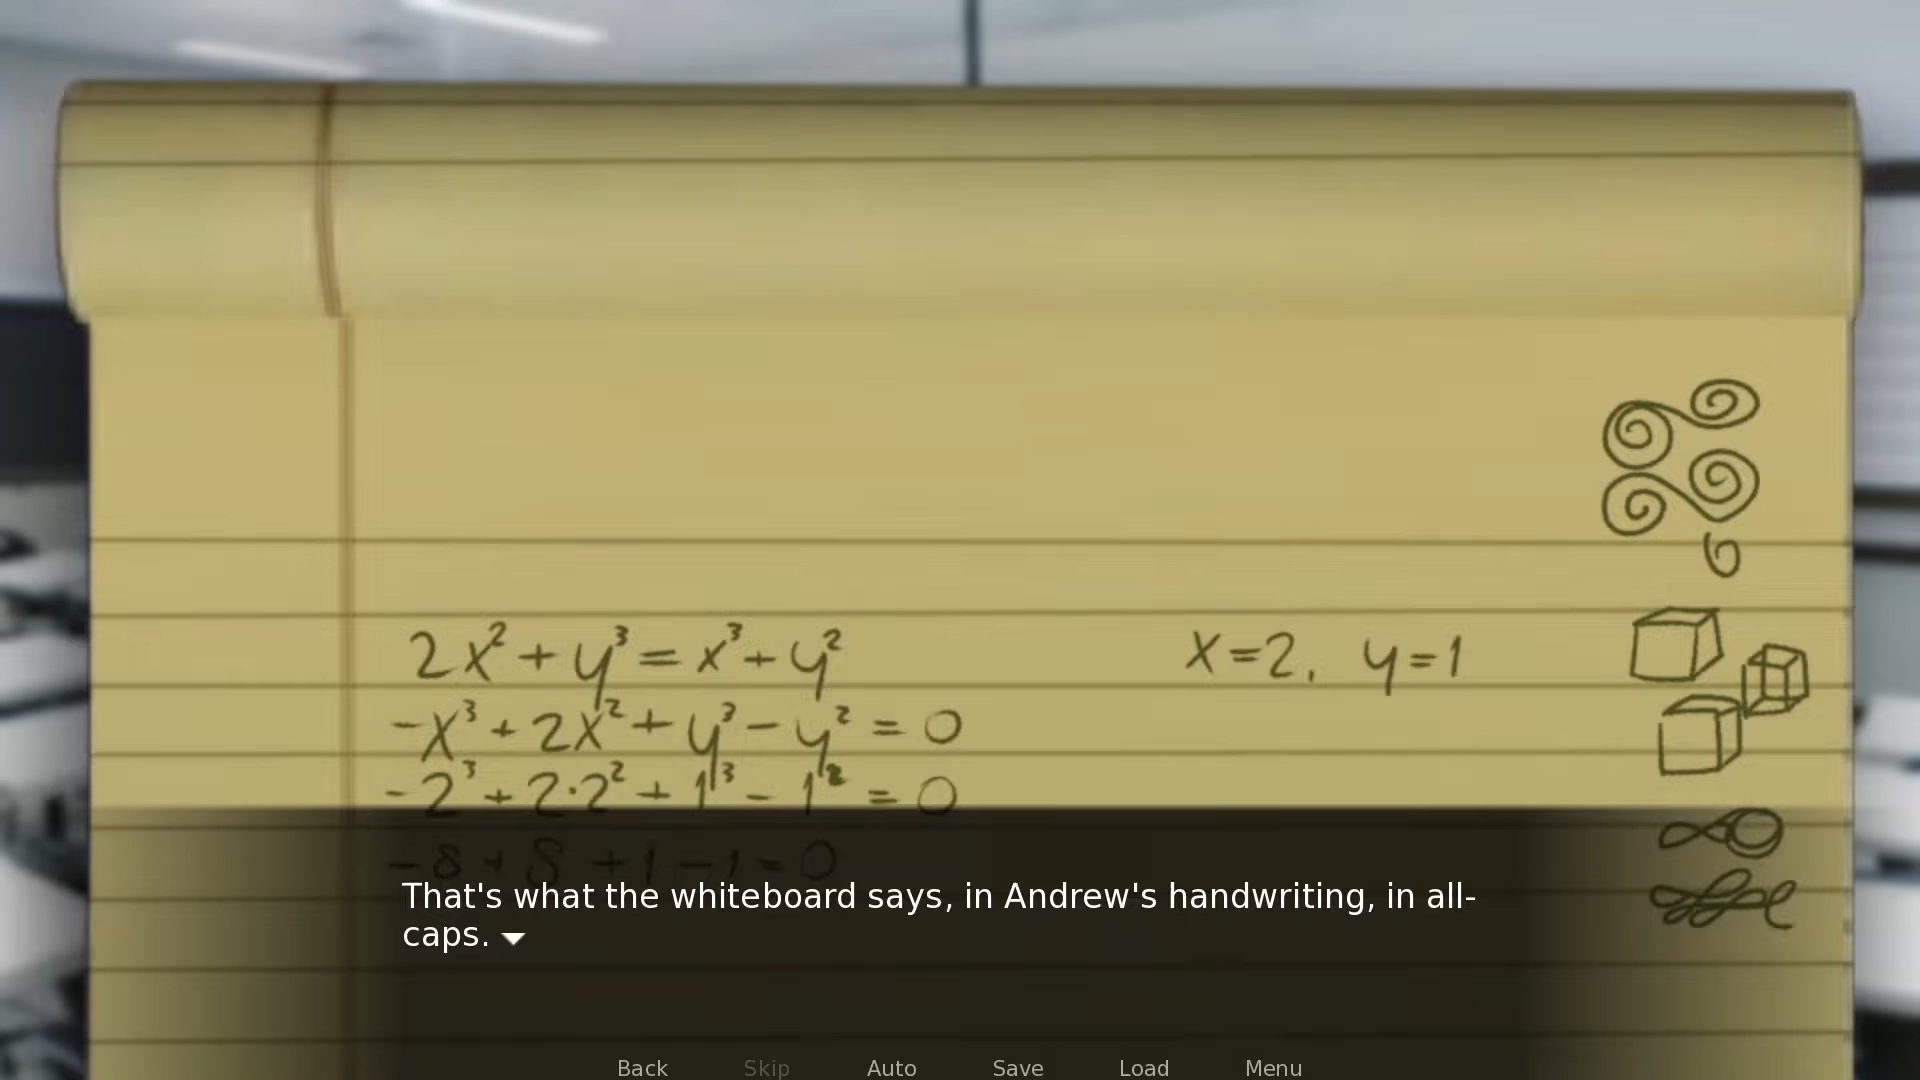 2x² + y³ = x³ + y² x=2, y=1
-x³ + 2x² + y³ - y² = 0
-2³ + 2·2² + 1³ - 1² = 0
-8 + 8 + 1 - 1 = 0
That's what the whiteboard says, in Andrew's handwriting, in all-
caps.
Back Skip Auto Save Load Menu